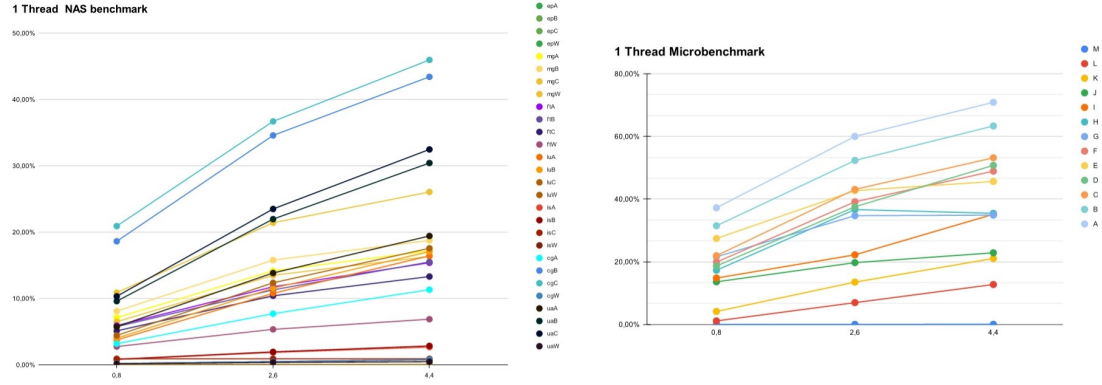 1 Thread NAS benchmark
50,00%
40,00%
30,00%
20,00%
10,00%
0,00%
0,8
2,6
4,4
epA
epB
epC
epW
mgA
mgB
mgC
mgW
ftA
ftB
ftC
ftW
luA
luB
luC
luW
isA
isB
isC
isW
cgA
cgB
cgC
cgW
uaA
uaB
uaC
uaW
1 Thread Microbenchmark
80,00%
60,00%
40,00%
20,00%
0,00%
0,8
2,6
4,4
M
L
K
J
I
H
G
F
E
D
C
B
A